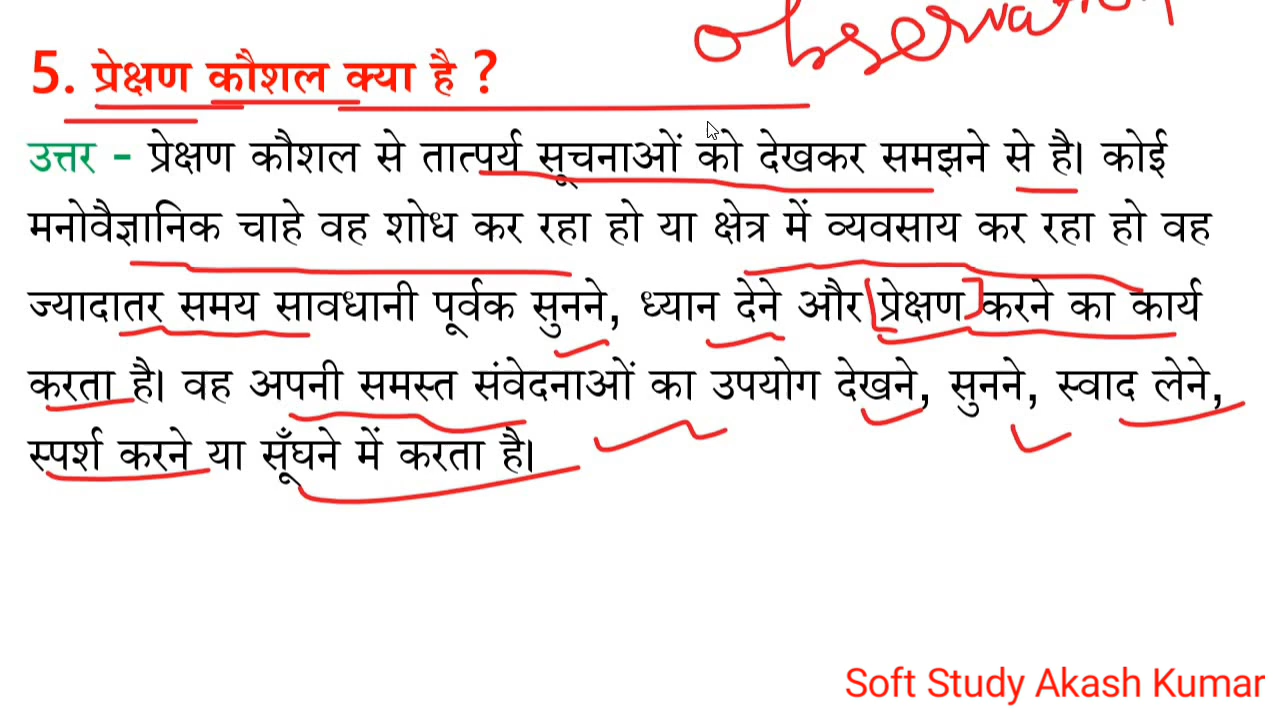 observation
5. प्रेक्षण कौशल क्या है ?
उत्तर - प्रेक्षण कौशल से तात्पर्य सूचनाओं को देखकर समझने से है। कोई
मनोवैज्ञानिक चाहे वह शोध कर रहा हो या क्षेत्र में व्यवसाय कर रहा हो वह
ज्यादातर समय सावधानी पूर्वक सुनने, ध्यान देने और [प्रेक्षण] करने का कार्य
करता है। वह अपनी समस्त संवेदनाओं का उपयोग देखने, सुनने, स्वाद लेने,
स्पर्श करने या सूँघने में करता है।
Soft Study Akash Kumar